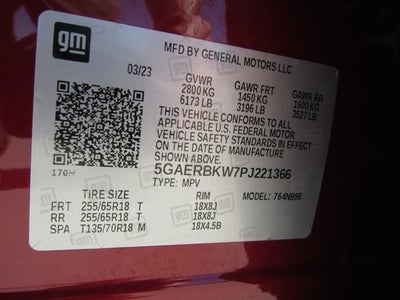 gm
MFD BY GENERAL MOTORS LLC
03/23
GVWR GAWR FRT GAWR RR
2800 KG 1450 KG 1600 KG
6173 LB 3196 LB 3527 LB
THIS VEHICLE CONFORMS TO ALL
APPLICABLE U.S. FEDERAL MOTOR
VEHICLE SAFETY STANDARDS IN EFFECT
ON THE DATE OF MANUFACTURE
SHOWN ABOVE.
170H
5GAERBKW7PJ221366
TYPE: MPV MODEL: 764NB56
TIRE SIZE RIM
FRT 255/65R18 T 18X8J
RR 255/65R18 T 18X8J
SPA T135/70R18 M 18X4.5B